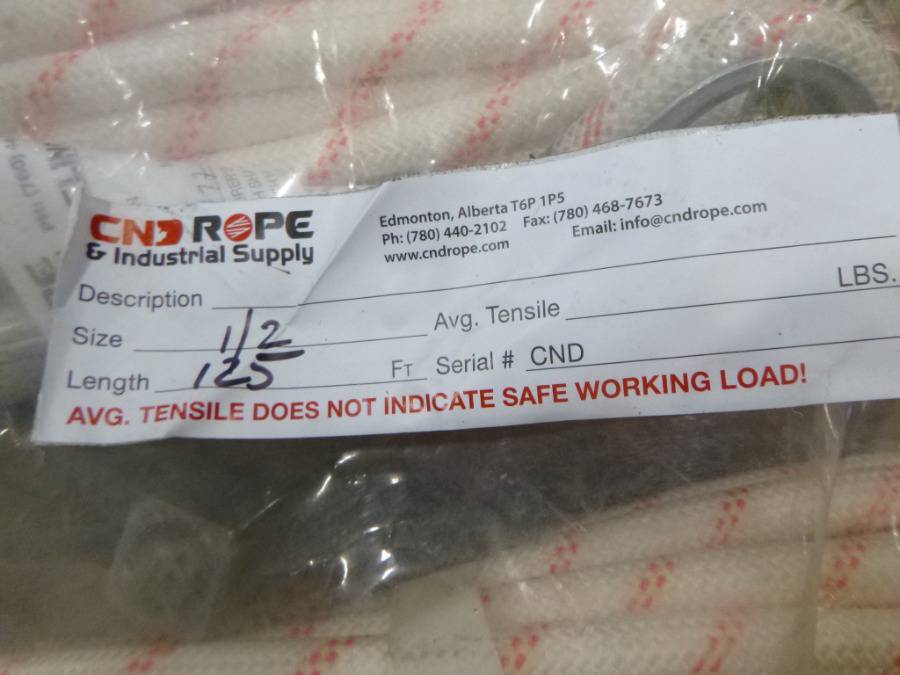 CND ROPE
& Industrial Supply
Edmonton, Alberta T6P 1P5
Ph: (780) 440-2102 Fax: (780) 468-7673
www.cndrope.com Email: info@cndrope.com
Description
LBS.
Size 1/2 Avg. Tensile
Length 125 FT Serial # CND
AVG. TENSILE DOES NOT INDICATE SAFE WORKING LOAD!